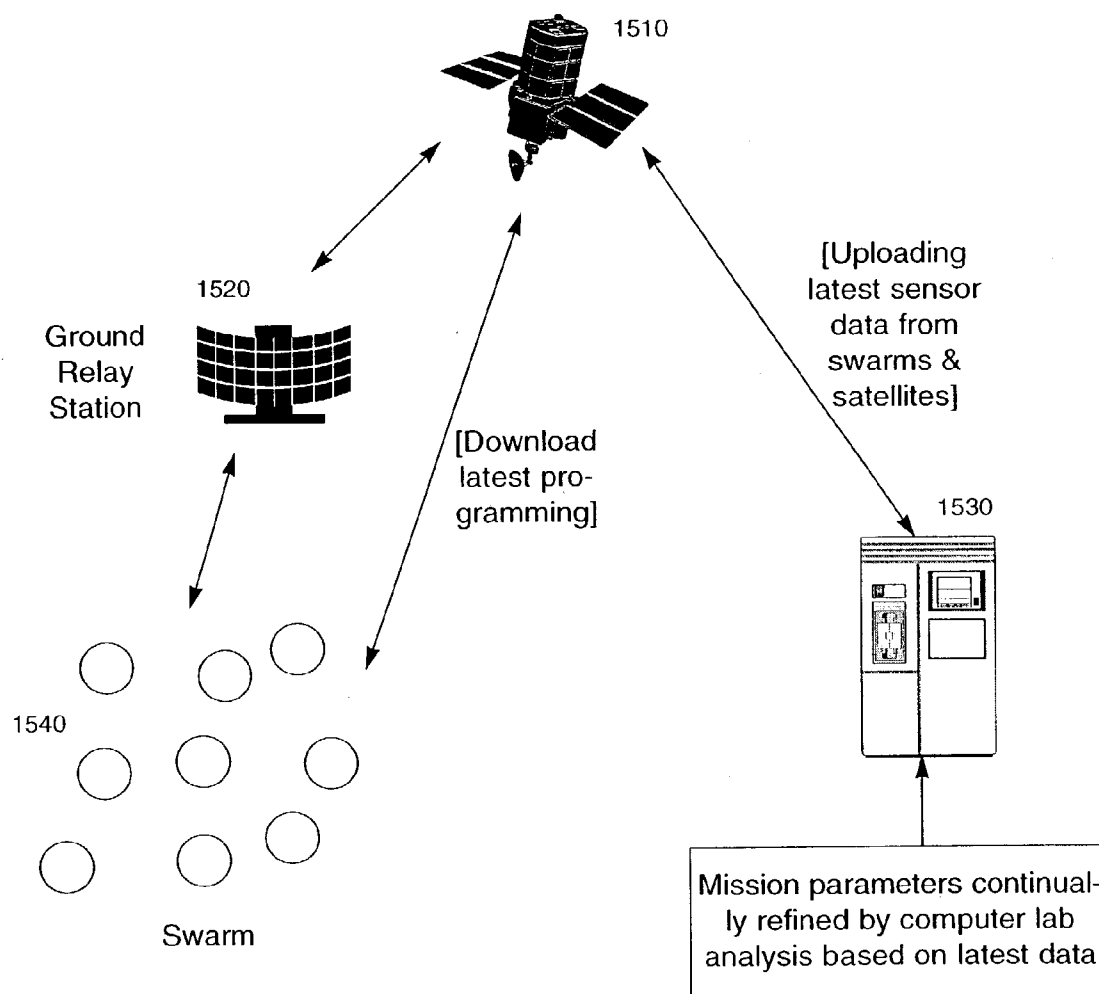 1510
1520
Ground
Relay
Station
[Uploading
latest sensor
data from
swarms &
satellites]
[Download
latest pro-
gramming]
1530
1540
Swarm
Mission parameters continual-
ly refined by computer lab
analysis based on latest data